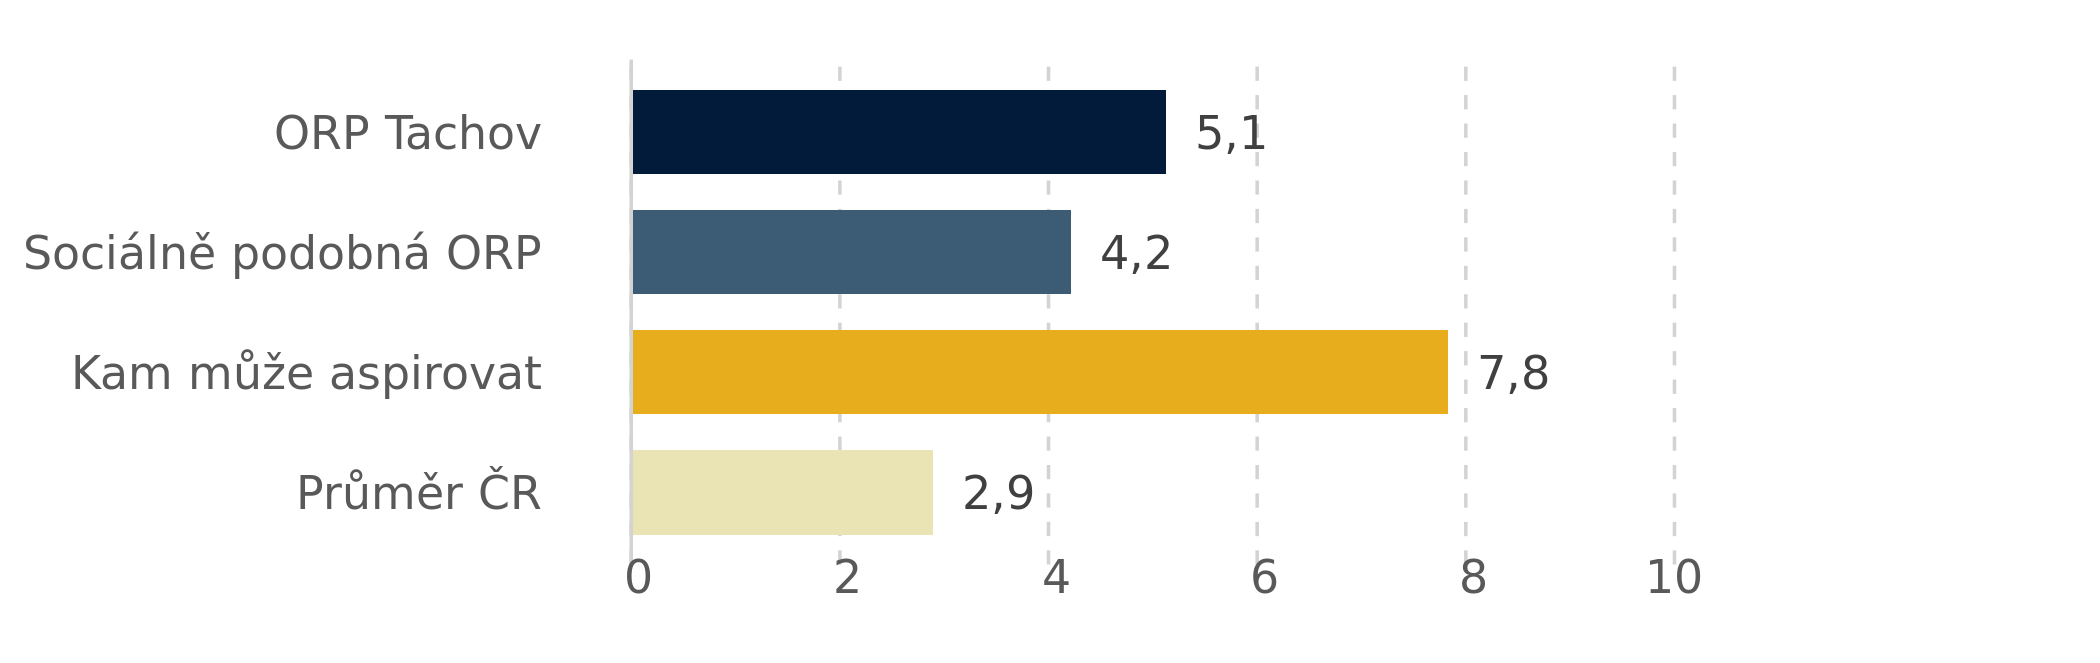 ORP Tachov 5,1
Sociálně podobná ORP 4,2
Kam může aspirovat 7,8
Průměr ČR 2,9
0 2 4 6 8 10